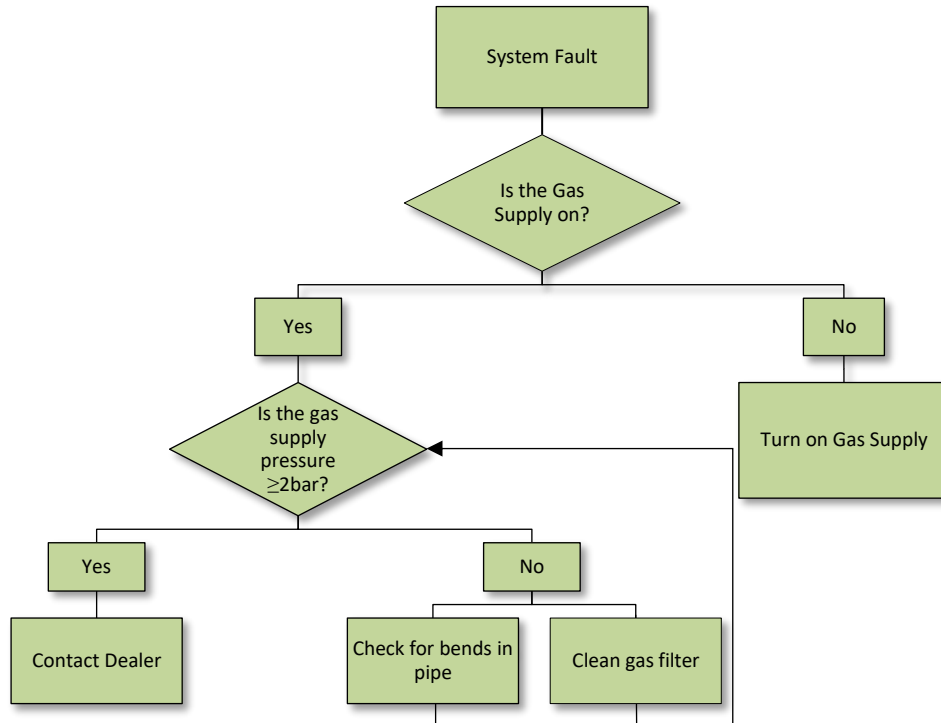 System Fault
Is the Gas
Supply on?
Yes
No
Is the gas
supply
pressure
≥2bar?
Turn on Gas Supply
Yes
No
Contact Dealer
Check for bends in
pipe
Clean gas filter